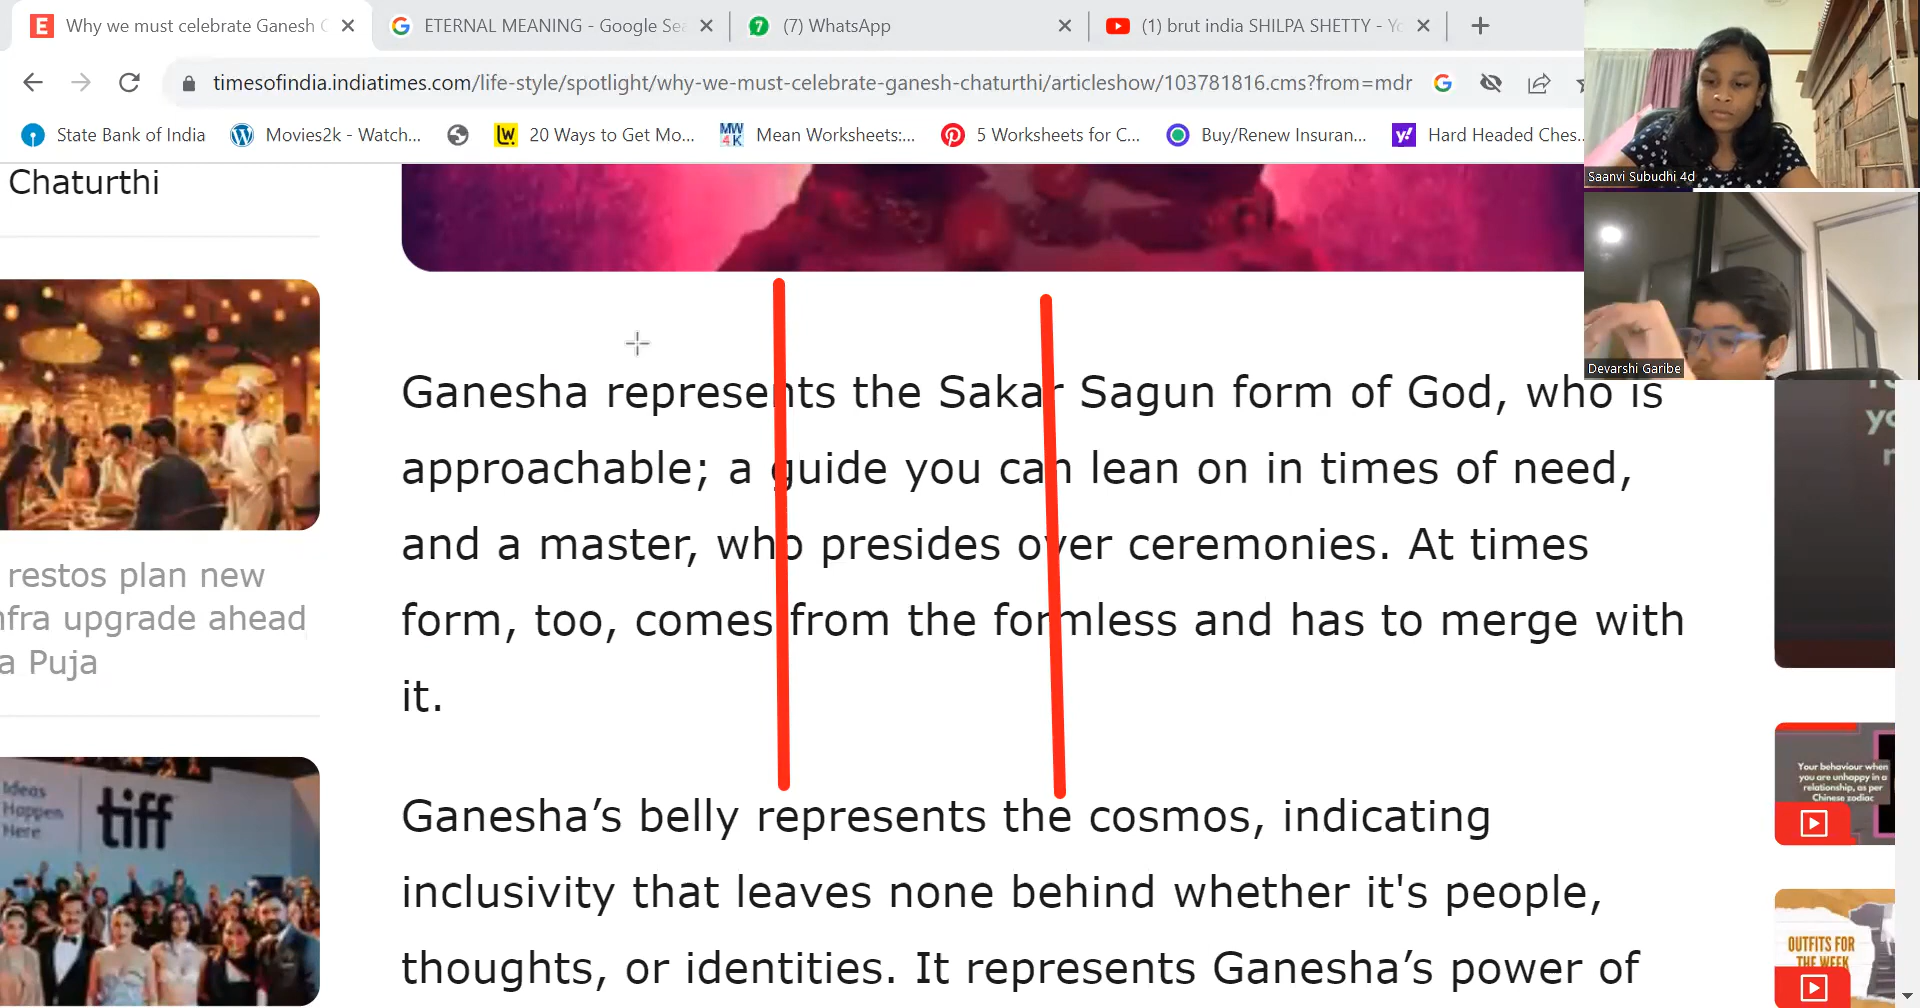 Why we must celebrate Ganesh C
ETERNAL MEANING - Google Sea
(7) WhatsApp
(1) brut india SHILPA SHETTY - Yo
timesofindia.indiatimes.com/life-style/spotlight/why-we-must-celebrate-ganesh-chaturthi/articleshow/103781816.cms?from=mdr
State Bank of India
Movies2k - Watch...
20 Ways to Get Mo...
Mean Worksheets:...
5 Worksheets for C...
Buy/Renew Insuran...
Hard Headed Ches...
Saanvi Subudhi 4d
Devarshi Garibe
Chaturthi
restos plan new
nfra upgrade ahead
a Puja
Ideas
Happen
Here
tiff
Ganesha represents the Sakar Sagun form of God, who is
approachable; a guide you can lean on in times of need,
and a master, who presides over ceremonies. At times
form, too, comes from the formless and has to merge with
it.
Ganesha’s belly represents the cosmos, indicating
inclusivity that leaves none behind whether it's people,
thoughts, or identities. It represents Ganesha’s power of
Your behaviour when
you are unhappy in a
relationship, as per
Chinese zodiac
OUTFITS FOR
THE WEEK